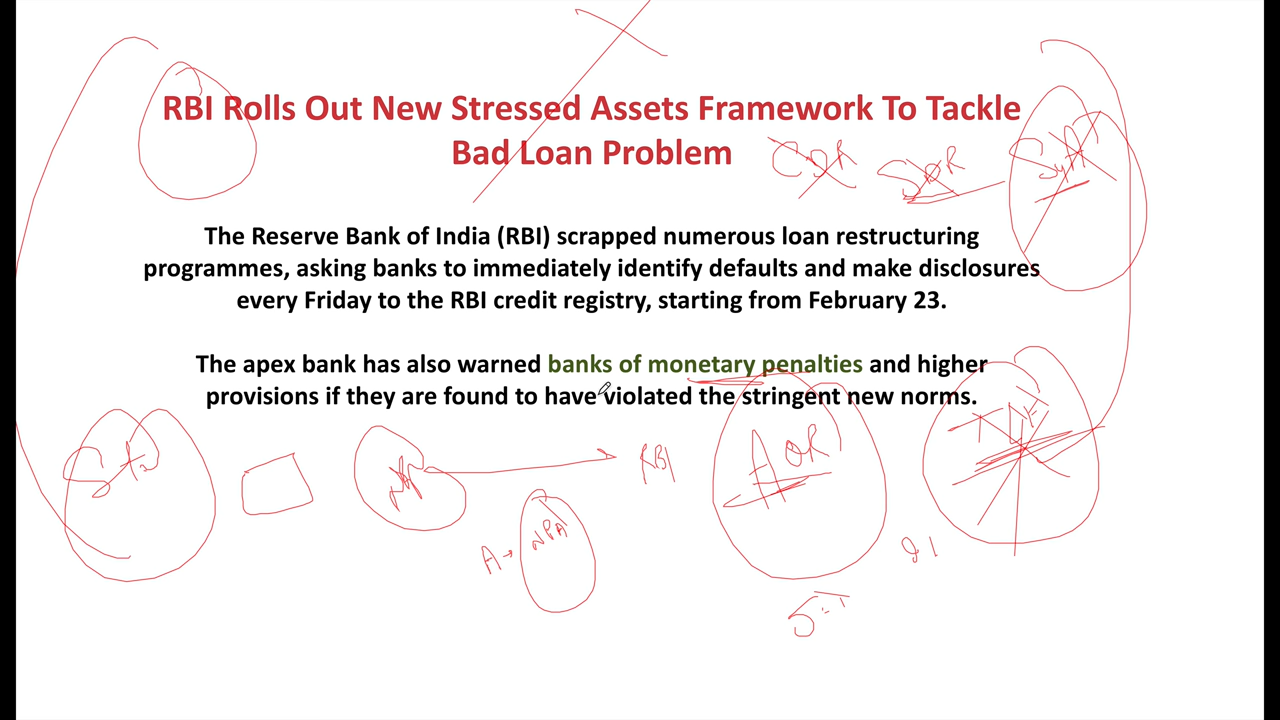 RBI Rolls Out New Stressed Assets Framework To Tackle
Bad Loan Problem
CDR SDR
The Reserve Bank of India (RBI) scrapped numerous loan restructuring
programmes, asking banks to immediately identify defaults and make disclosures
every Friday to the RBI credit registry, starting from February 23.
The apex bank has also warned banks of monetary penalties and higher
provisions if they are found to have violated the stringent new norms.
RBI
AQR
A → NPA